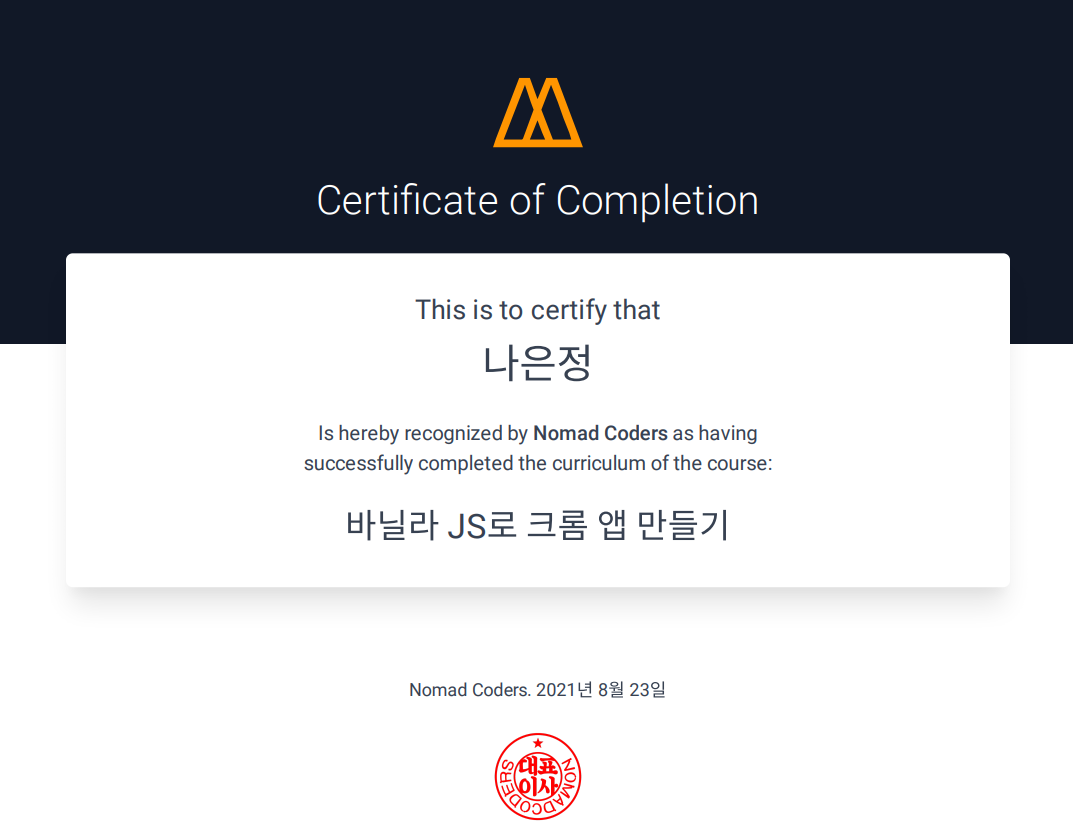 Certificate of Completion
This is to certify that
나은정
Is hereby recognized by Nomad Coders as having
successfully completed the curriculum of the course:
바닐라 JS로 크롬 앱 만들기
Nomad Coders. 2021년 8월 23일
대표
이사
NOMADCODERS